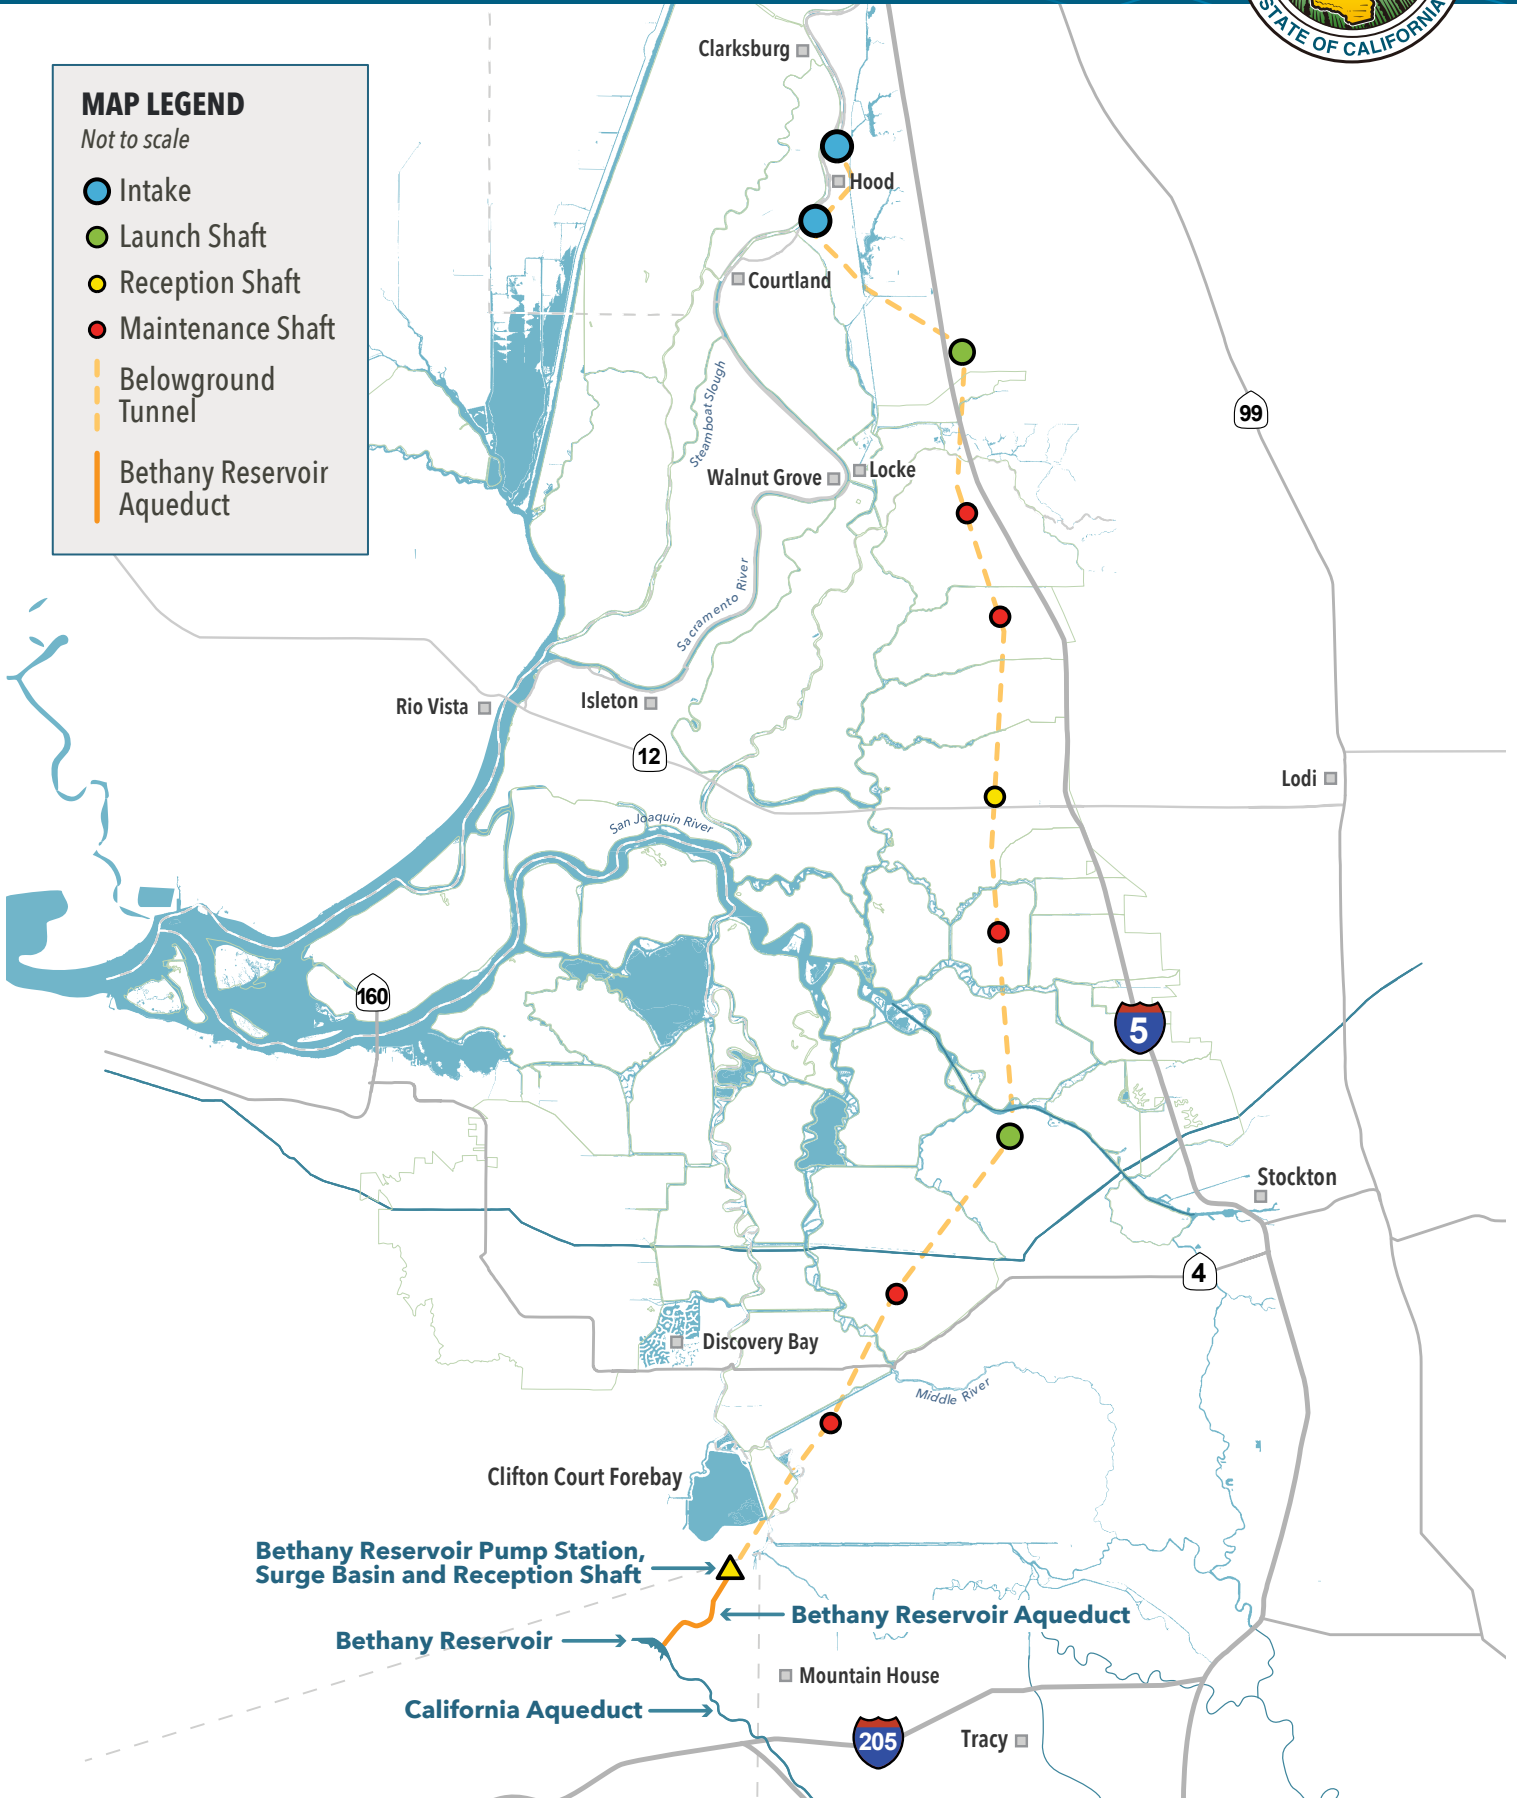 STATE OF CALIFORNIA
Clarksburg
MAP LEGEND
Not to scale
Intake
Launch Shaft
Reception Shaft
Maintenance Shaft
Belowground
Tunnel
Bethany Reservoir
Aqueduct
Hood
Courtland
Steamboat Slough
99
Walnut Grove
Locke
Sacramento River
Rio Vista
Isleton
12
Lodi
San Joaquin River
160
5
Stockton
4
Discovery Bay
Middle River
Clifton Court Forebay
Bethany Reservoir Pump Station,
Surge Basin and Reception Shaft
Bethany Reservoir Aqueduct
Bethany Reservoir
Mountain House
California Aqueduct
205
Tracy